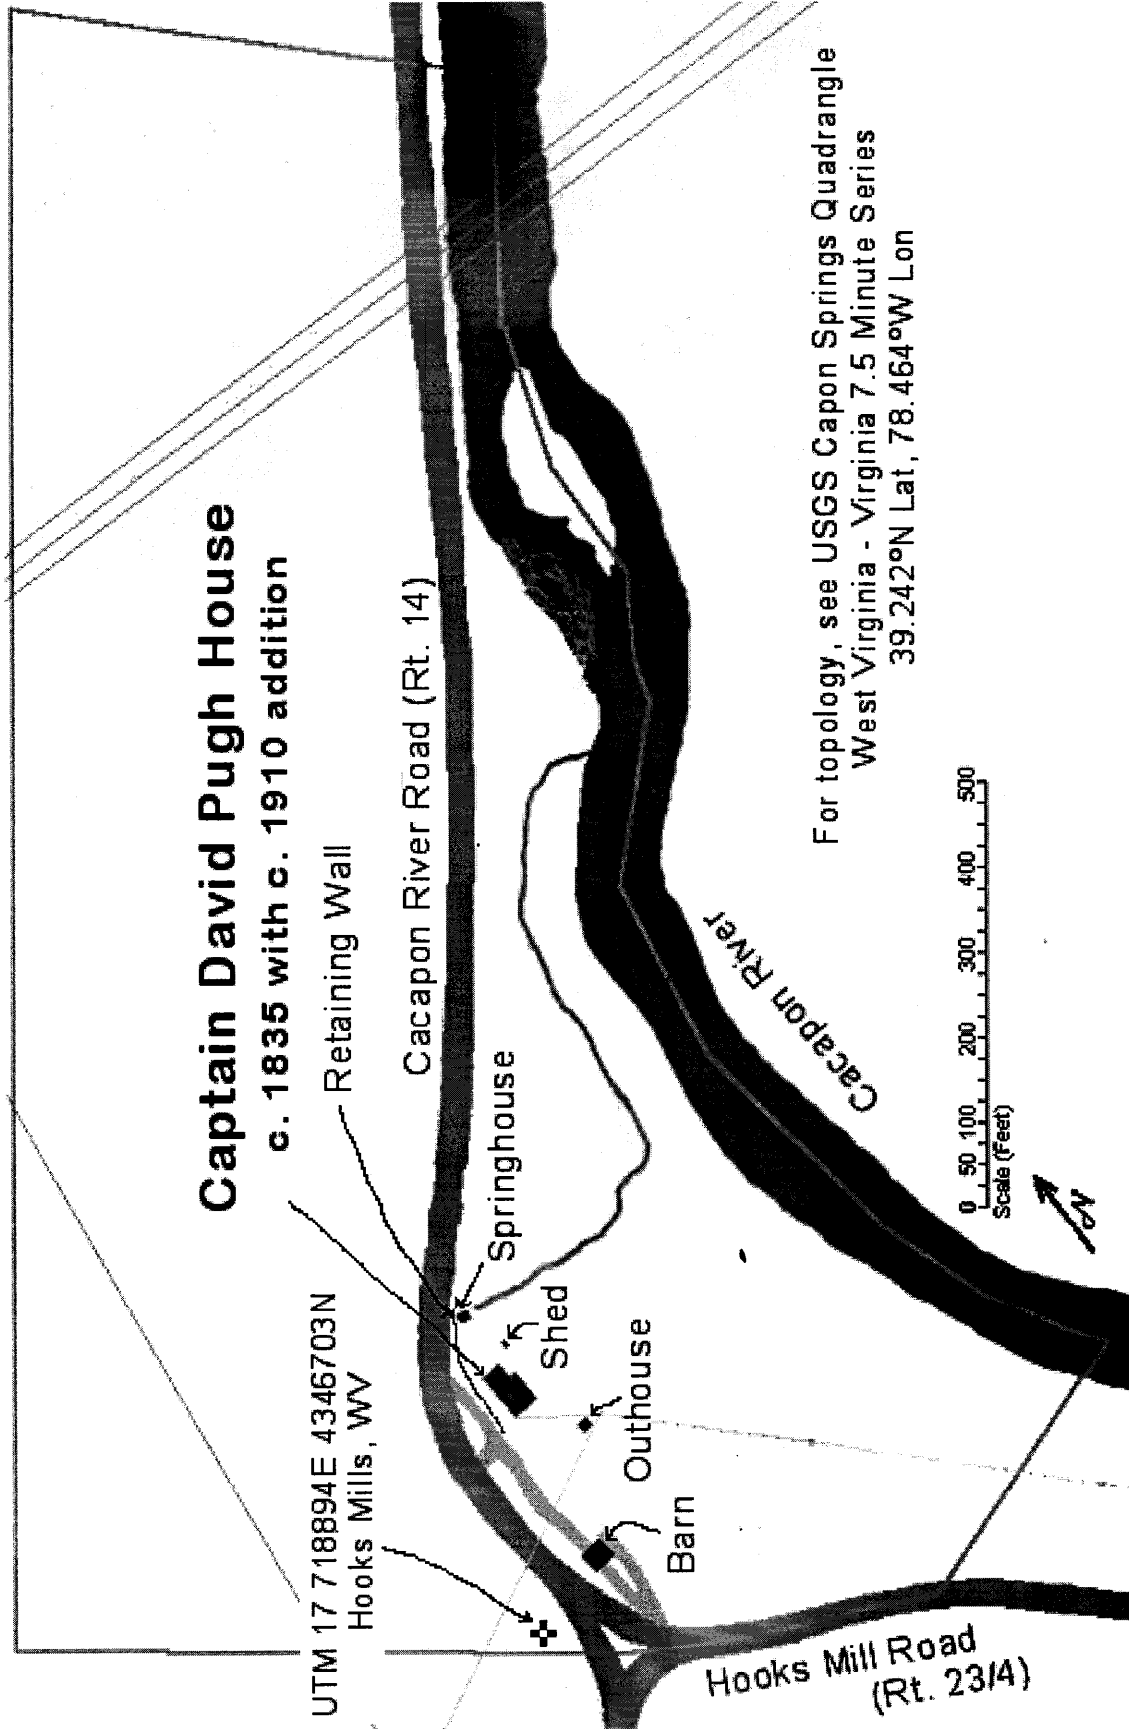 Captain David Pugh House
c. 1835 with c. 1910 addition
UTM 17 718894E 4346703N
Hooks Mills, WV
Retaining Wall
Cacapon River Road (Rt. 14)
Springhouse
Shed
Outhouse
Barn
Hooks Mill Road
(Rt. 23/4)
Cacapon River
For topology, see USGS Capon Springs Quadrangle
West Virginia - Virginia 7.5 Minute Series
39.242°N Lat, 78.464°W Lon
0 50 100 200 300 400 500
Scale (Feet)
N